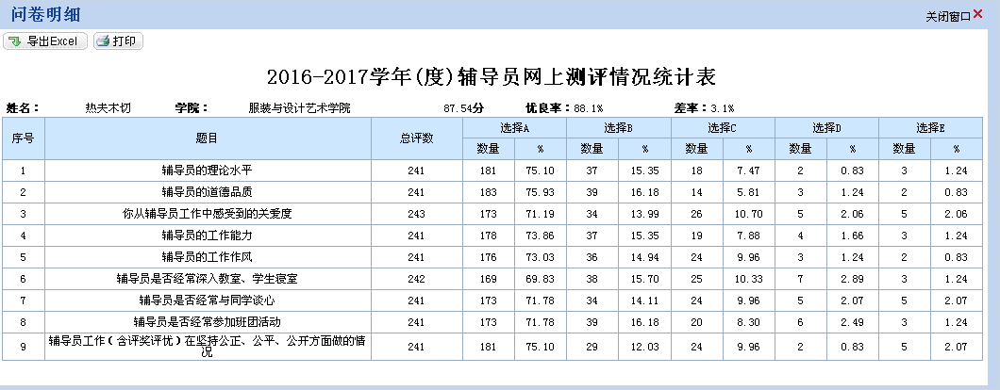 问卷明细
关闭窗口
导出Excel 打印
2016-2017学年(度)辅导员网上测评情况统计表
姓名： 热夫木切 学院： 服装与设计艺术学院 87.54分 优良率：88.1% 差率：3.1%
序号 题目 总评数 选择A 选择B 选择C 选择D 选择E
数量 % 数量 % 数量 % 数量 % 数量 %
1 辅导员的理论水平 241 181 75.10 37 15.35 18 7.47 2 0.83 3 1.24
2 辅导员的道德品质 241 183 75.93 39 16.18 14 5.81 3 1.24 2 0.83
3 你从辅导员工作中感受到的关爱度 243 173 71.19 34 13.99 26 10.70 5 2.06 5 2.06
4 辅导员的工作能力 241 178 73.86 37 15.35 19 7.88 4 1.66 3 1.24
5 辅导员的工作作风 241 176 73.03 36 14.94 24 9.96 3 1.24 2 0.83
6 辅导员是否经常深入教室、学生寝室 242 169 69.83 38 15.70 25 10.33 7 2.89 3 1.24
7 辅导员是否经常与同学谈心 241 173 71.78 34 14.11 24 9.96 5 2.07 5 2.07
8 辅导员是否经常参加班团活动 241 173 71.78 39 16.18 20 8.30 6 2.49 3 1.24
9 辅导员工作（含评奖评优）在坚持公正、公平、公开方面做的情
况 241 181 75.10 29 12.03 24 9.96 2 0.83 5 2.07